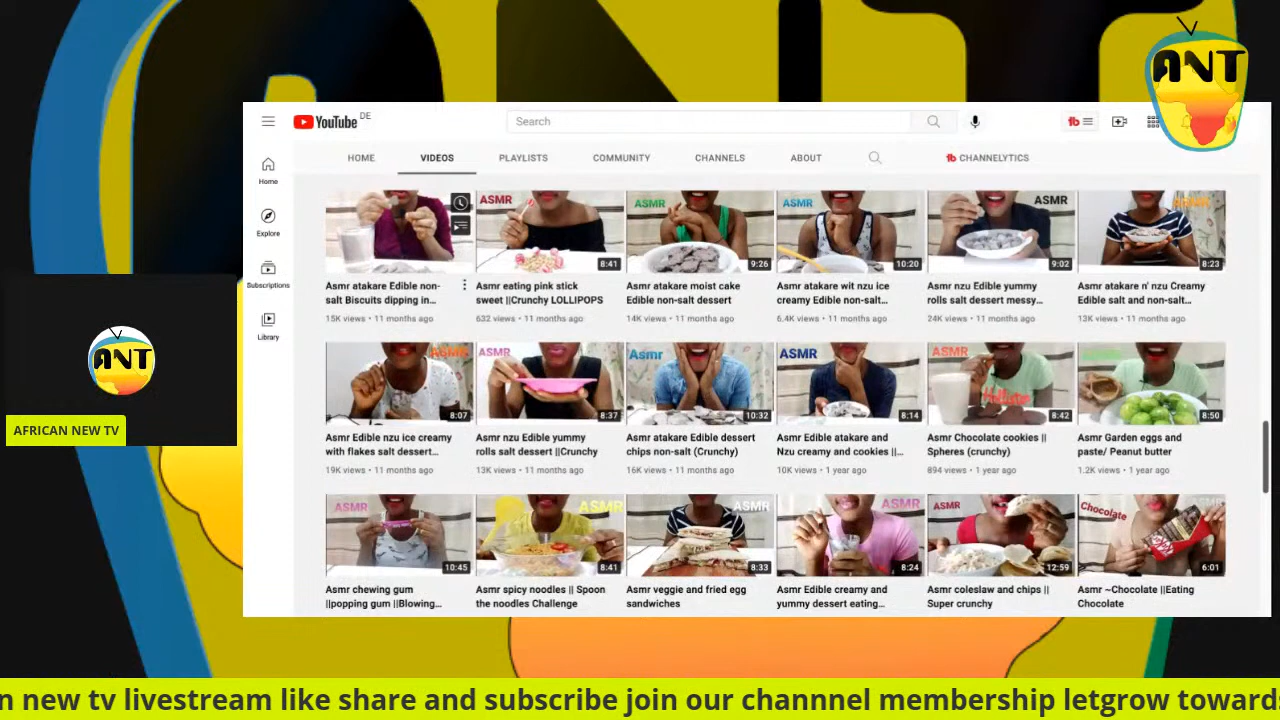 ANT
YouTube DE
Search
HOME
VIDEOS
PLAYLISTS
COMMUNITY
CHANNELS
ABOUT
CHANNELYTICS
Home
Explore
Subscriptions
Library
ASMR
8:41
ASMR
9:26
ASMR
10:20
ASMR
9:02
8:23
Asmr atakare Edible non-
salt Biscuits dipping in...
15K views • 11 months ago
Asmr eating pink stick
sweet ||Crunchy LOLLIPOPS
632 views • 11 months ago
Asmr atakare moist cake
Edible non-salt dessert
14K views • 11 months ago
Asmr atakare wit nzu ice
creamy Edible non-salt...
6.4K views • 11 months ago
Asmr nzu Edible yummy
rolls salt dessert messy...
24K views • 11 months ago
Asmr atakare n' nzu Creamy
Edible salt and non-salt...
13K views • 11 months ago
ASMR
8:07
ASMR
8:37
Asmr
10:32
ASMR
8:14
ASMR
Hollister
8:42
ASMR
8:50
Asmr Edible nzu ice creamy
with flakes salt dessert...
19K views • 11 months ago
Asmr nzu Edible yummy
rolls salt dessert ||Crunchy
13K views • 11 months ago
Asmr atakare Edible dessert
chips non-salt (Crunchy)
16K views • 11 months ago
Asmr Edible atakare and
Nzu creamy and cookies ||...
10K views • 1 year ago
Asmr Chocolate cookies ||
Spheres (crunchy)
894 views • 1 year ago
Asmr Garden eggs and
paste/ Peanut butter
1.2K views • 1 year ago
ASMR
10:45
ASMR
8:41
ASMR
8:33
ASMR
8:24
ASMR
12:59
Chocolate
ASMR
6:01
Asmr chewing gum
||popping gum ||Blowing...
Asmr spicy noodles || Spoon
the noodles Challenge
Asmr veggie and fried egg
sandwiches
Asmr Edible creamy and
yummy dessert eating...
Asmr coleslaw and chips ||
Super crunchy
Asmr ~Chocolate ||Eating
Chocolate
ANT
AFRICAN NEW TV
n new tv livestream like share and subscribe join our channnel membership letgrow towards